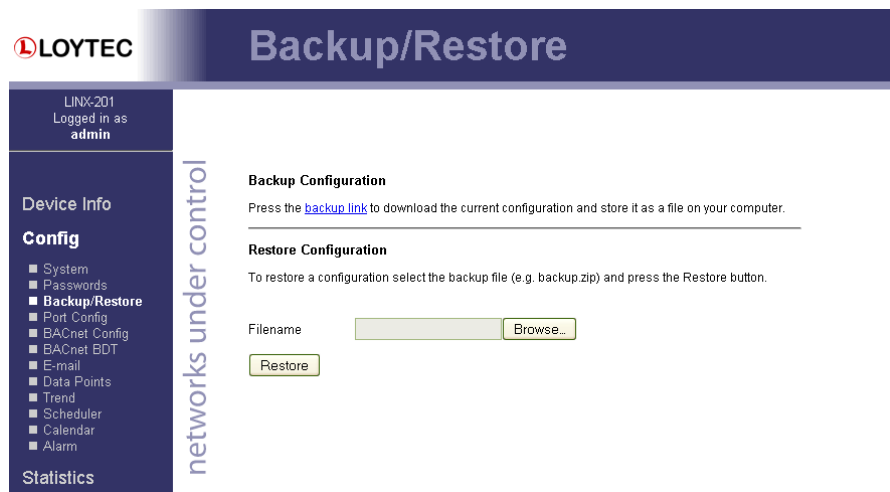 LOYTEC
Backup/Restore
LINX-201
Logged in as
admin
Device Info
Config
System
Passwords
Backup/Restore
Port Config
BACnet Config
BACnet BDT
E-mail
Data Points
Trend
Scheduler
Calendar
Alarm
Statistics
networks under control
Backup Configuration
Press the backup link to download the current configuration and store it as a file on your computer.
Restore Configuration
To restore a configuration select the backup file (e.g. backup.zip) and press the Restore button.
Filename Browse...
Restore